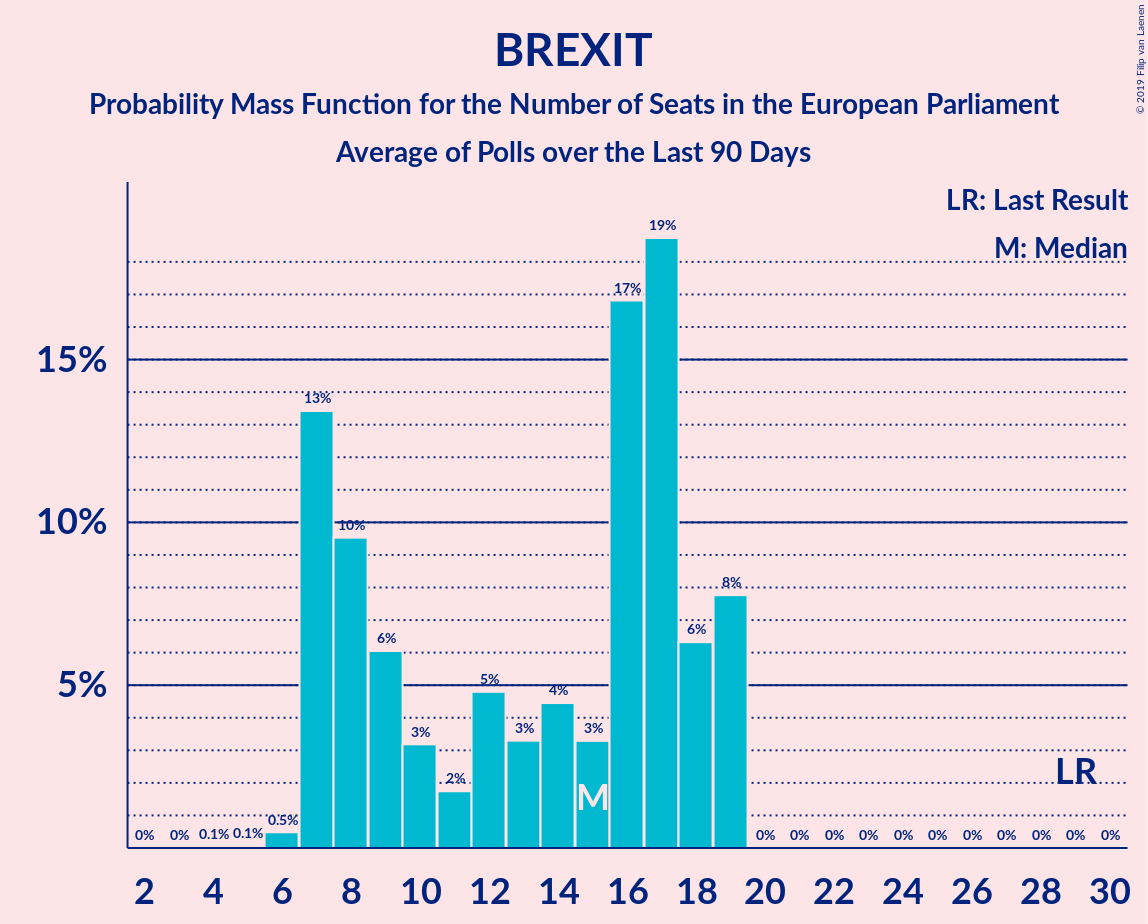 BREXIT
Probability Mass Function for the Number of Seats in the European Parliament
Average of Polls over the Last 90 Days
© 2019 Filip van Laenen
LR: Last Result
M: Median
15%
10%
5%
0% 0% 0.1% 0.1% 0.5% 13% 10% 6% 3% 2% 5% 3% 4% 3% 17% 19% 6% 8% 0% 0% 0% 0% 0% 0% 0% 0% 0% 0% 0%
M
LR
2 4 6 8 10 12 14 16 18 20 22 24 26 28 30